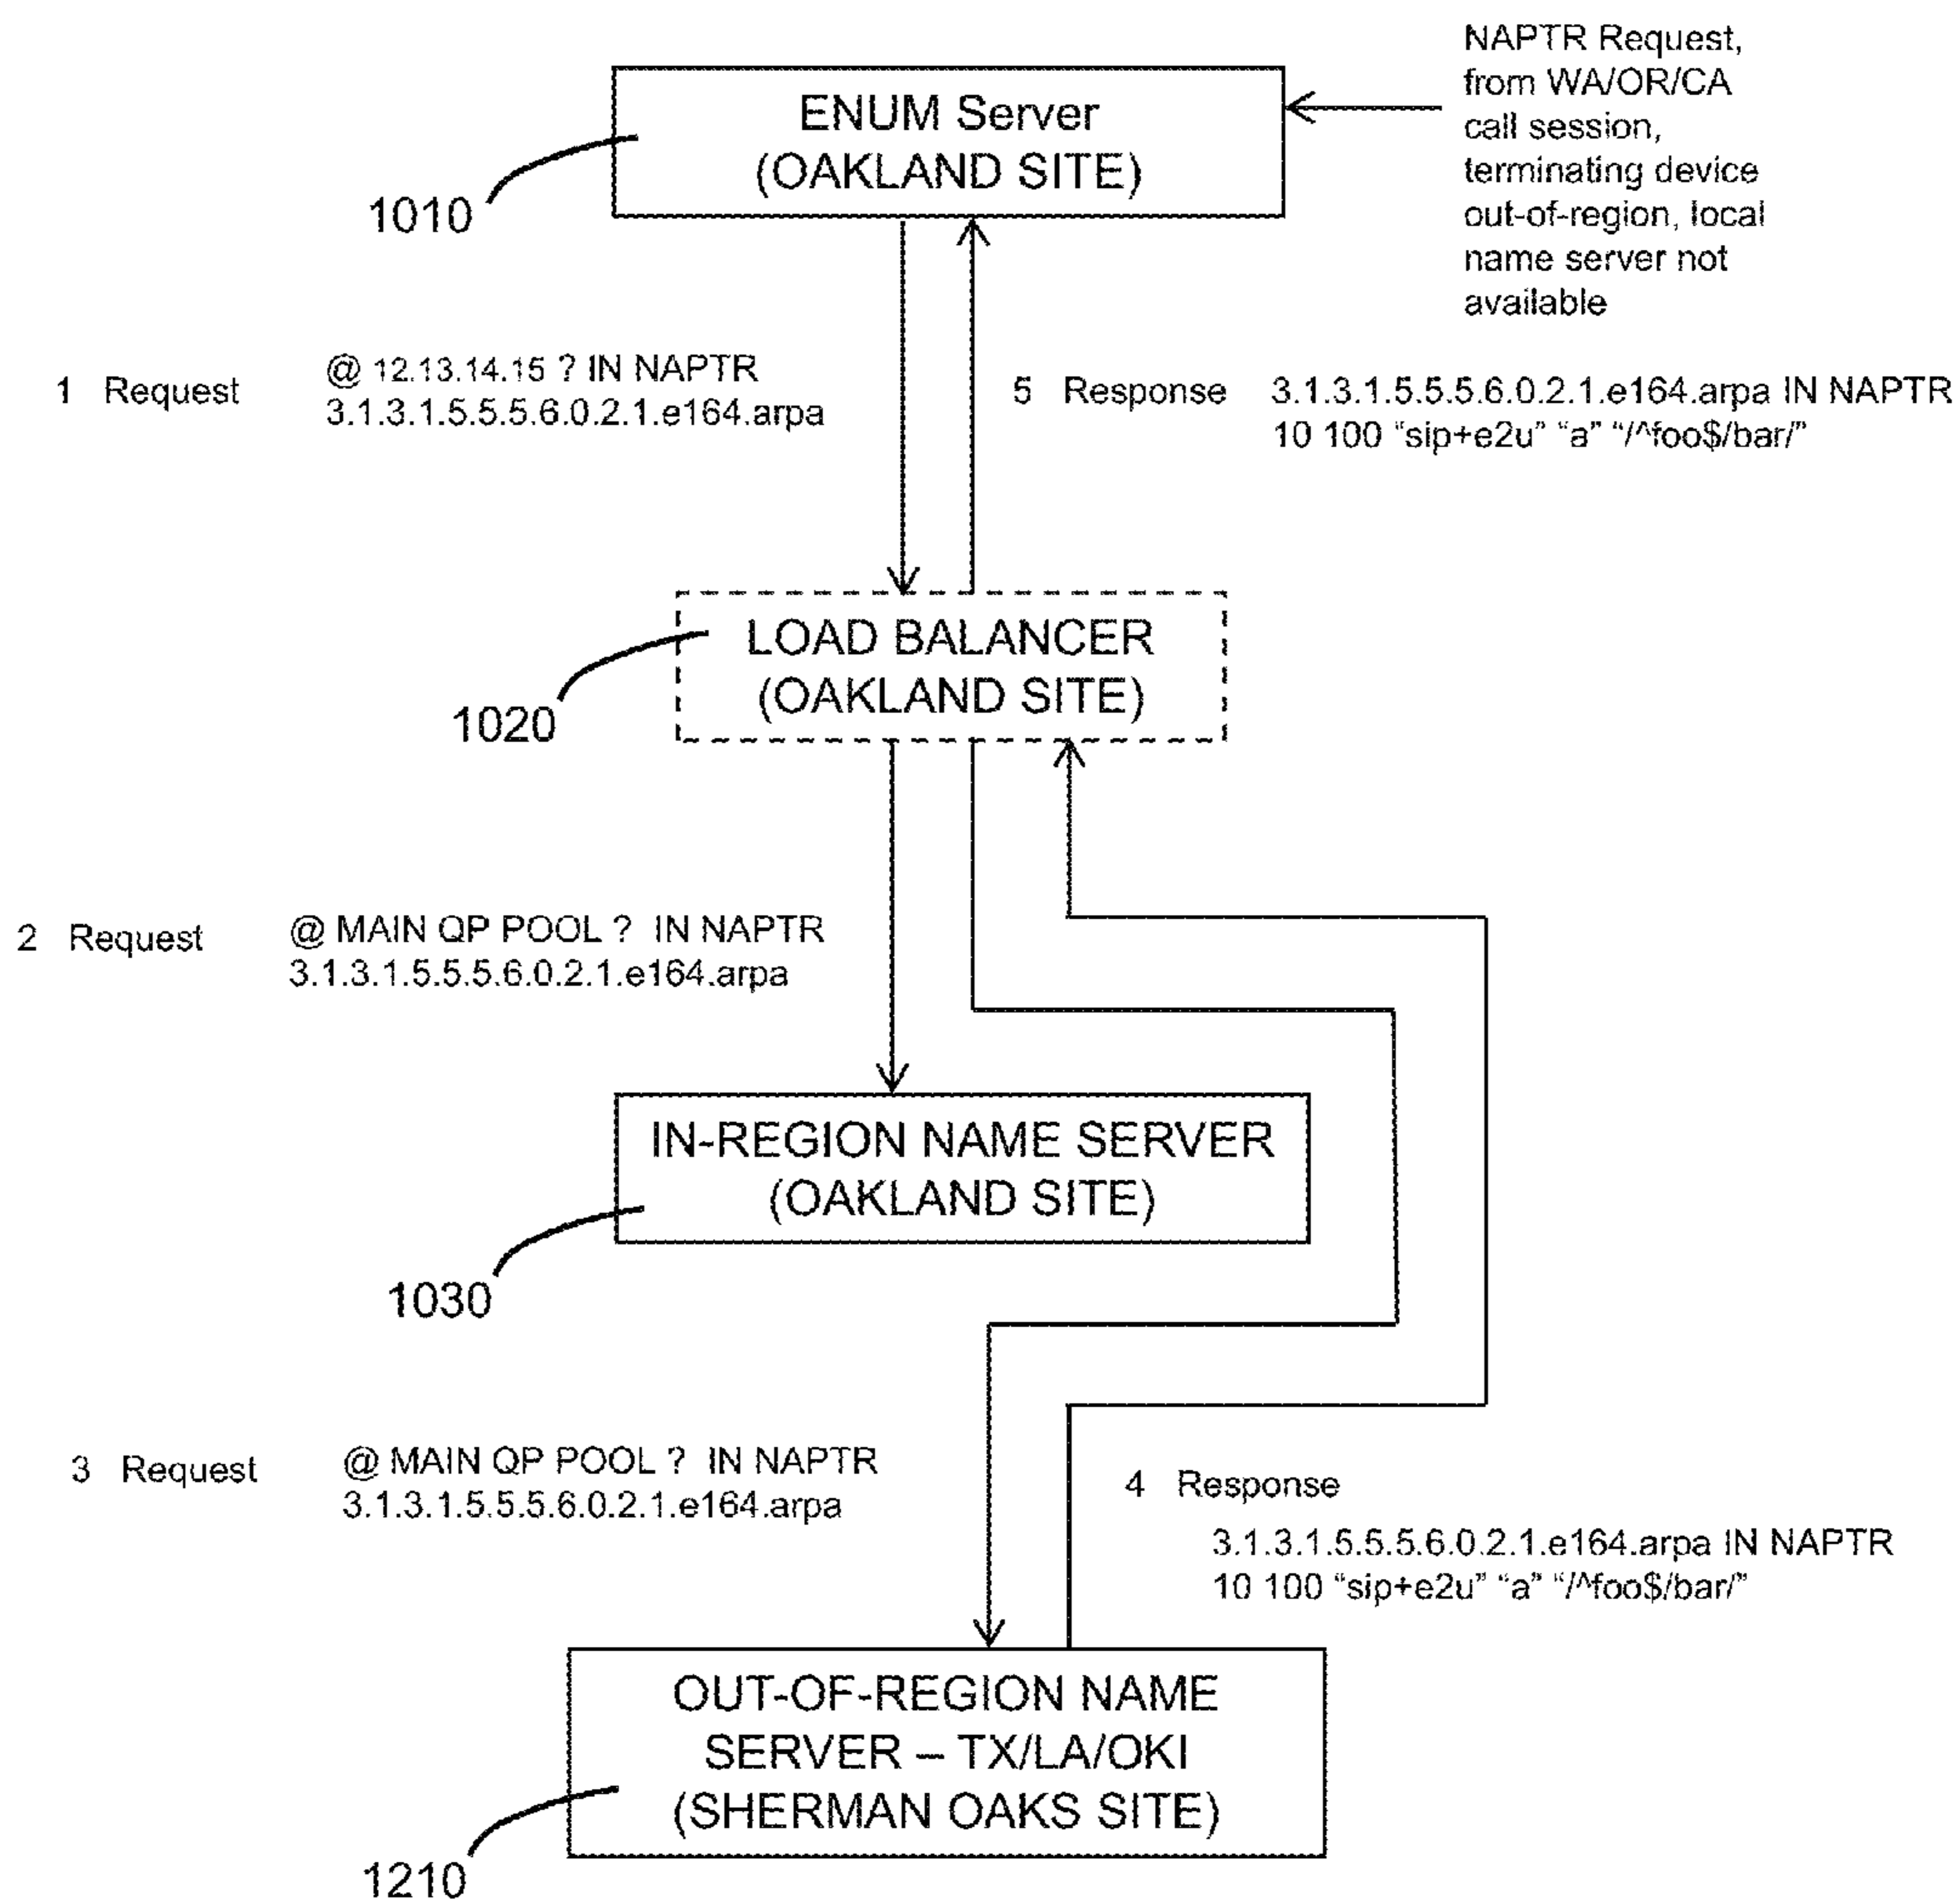 NAPTR Request,
from WA/OR/CA
call session,
terminating device
out-of-region, local
name server not
available
ENUM Server
(OAKLAND SITE)
1010
1 Request
@ 12.13.14.15 ? IN NAPTR
3.1.3.1.5.5.5.6.0.2.1.e164.arpa
5 Response
3.1.3.1.5.5.5.6.0.2.1.e164.arpa IN NAPTR
10 100 “sip+e2u” “a” “/^foo$/bar/”
LOAD BALANCER
(OAKLAND SITE)
1020
2 Request
@ MAIN QP POOL ? IN NAPTR
3.1.3.1.5.5.5.6.0.2.1.e164.arpa
IN-REGION NAME SERVER
(OAKLAND SITE)
1030
3 Request
@ MAIN QP POOL ? IN NAPTR
3.1.3.1.5.5.5.6.0.2.1.e164.arpa
4 Response
3.1.3.1.5.5.5.6.0.2.1.e164.arpa IN NAPTR
10 100 “sip+e2u” “a” “/^foo$/bar/”
OUT-OF-REGION NAME
SERVER – TX/LA/OKI
(SHERMAN OAKS SITE)
1210